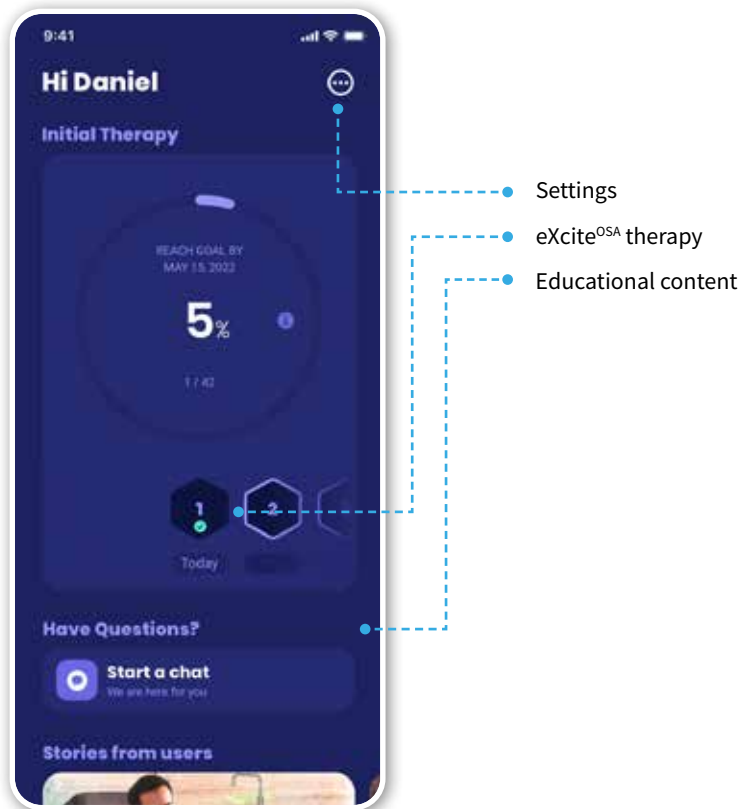 9:41
Hi Daniel
Initial Therapy
REACH GOAL BY
MAY 15, 2022
5%
1 / 42
1
2
Today
Have Questions?
Start a chat
We are here for you
Stories from users
Settings
eXciteOSA therapy
Educational content